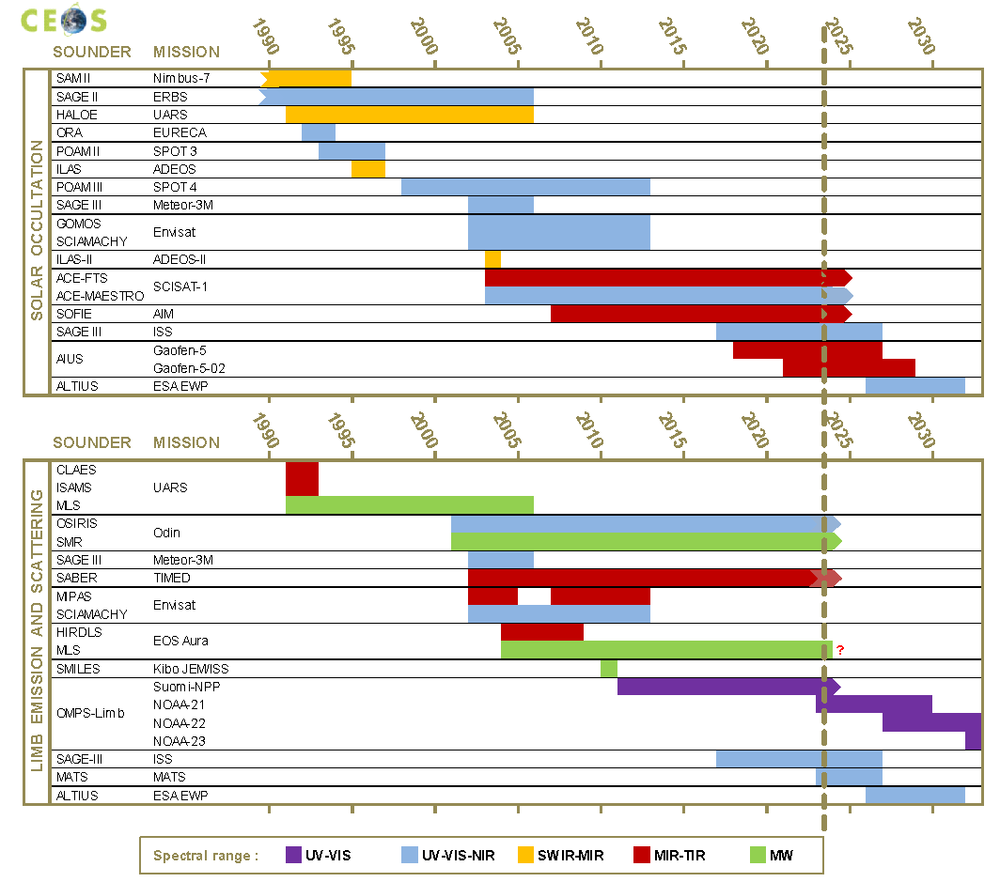 CEOS
1990 1995 2000 2005 2010 2015 2020 2025 2030
SOUNDER MISSION
SOLAR OCCULTATION
SAM II Nimbus-7
SAGE II ERBS
HALOE UARS
ORA EURECA
POAM II SPOT 3
ILAS ADEOS
POAM III SPOT 4
SAGE III Meteor-3M
GOMOS
Envisat
SCIAMACHY
ILAS-II ADEOS-II
ACE-FTS
SCISAT-1
ACE-MAESTRO
SOFIE AIM
SAGE III ISS
Gaofen-5
AIUS
Gaofen-5-02
ALTIUS ESA EWP
1990 1995 2000 2005 2010 2015 2020 2025 2030
SOUNDER MISSION
LIMB EMISSION AND SCATTERING
CLAES
ISAMS UARS
MLS
OSIRIS
Odin
SMR
SAGE III Meteor-3M
SABER TIMED
MIPAS
Envisat
SCIAMACHY
HIRDLS
EOS Aura
MLS ?
SMILES Kibo JEM/ISS
Suomi-NPP
NOAA-21
OMPS-Limb
NOAA-22
NOAA-23
SAGE-III ISS
MATS MATS
ALTIUS ESA EWP
Spectral range : UV-VIS UV-VIS-NIR SWIR-MIR MIR-TIR MW